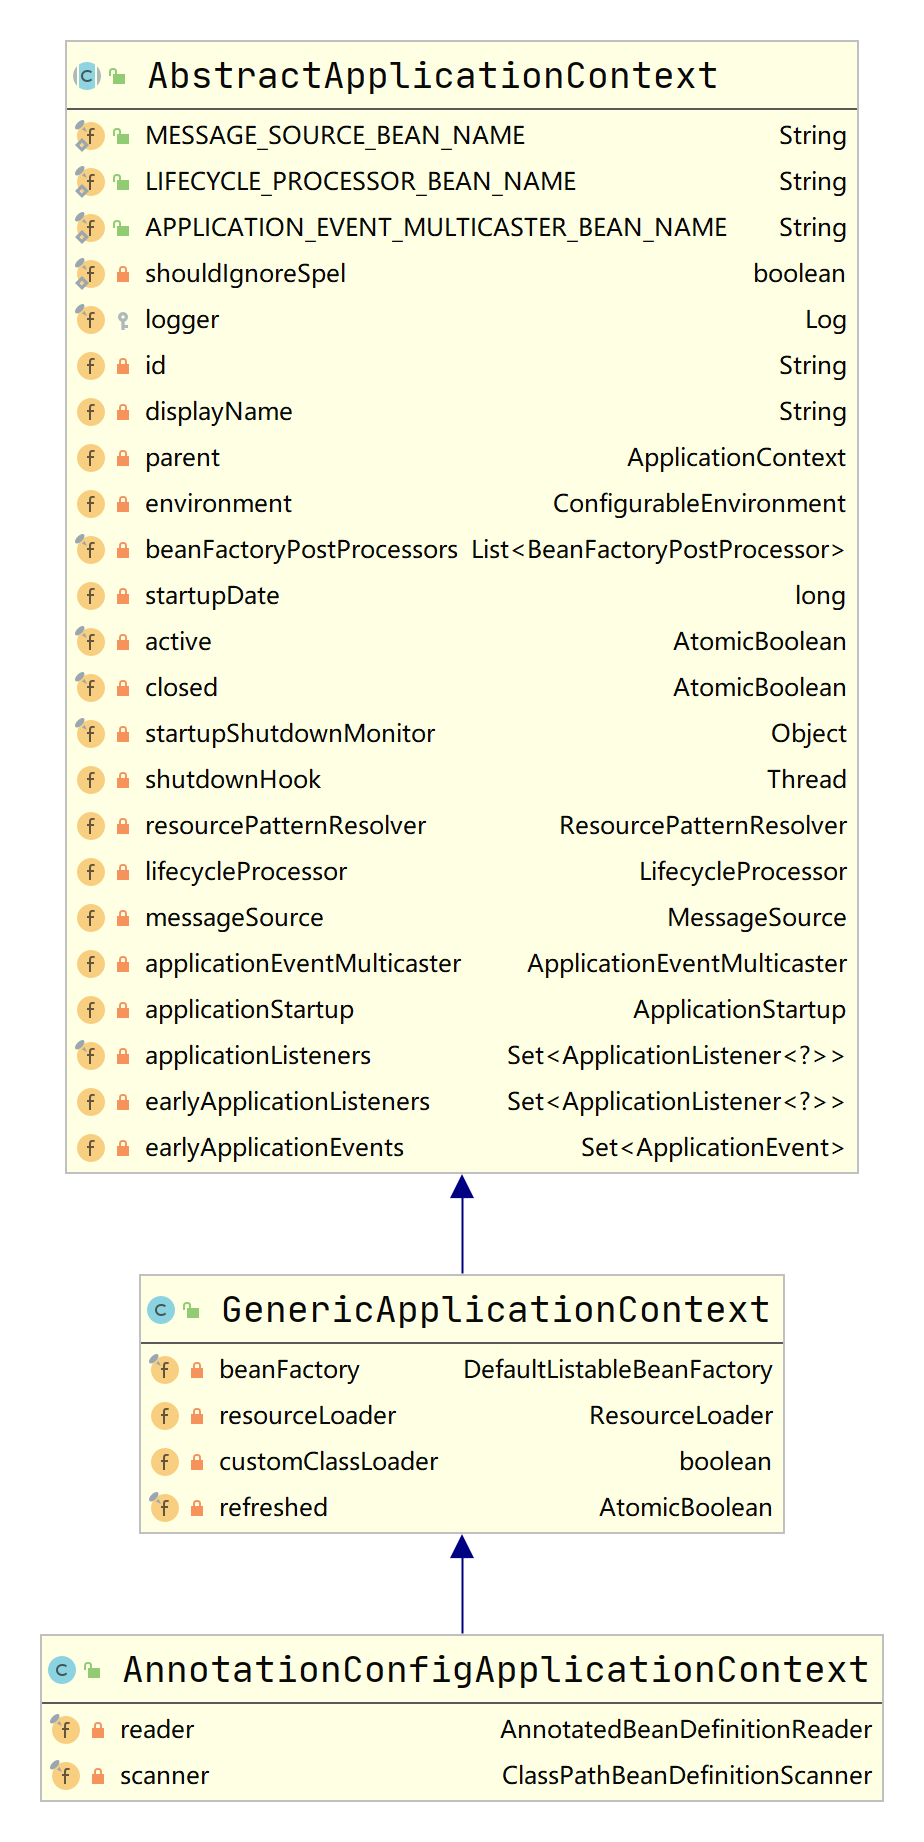 AbstractApplicationContext
MESSAGE_SOURCE_BEAN_NAME String
LIFECYCLE_PROCESSOR_BEAN_NAME String
APPLICATION_EVENT_MULTICASTER_BEAN_NAME String
shouldIgnoreSpel boolean
logger Log
id String
displayName String
parent ApplicationContext
environment ConfigurableEnvironment
beanFactoryPostProcessors List<BeanFactoryPostProcessor>
startupDate long
active AtomicBoolean
closed AtomicBoolean
startupShutdownMonitor Object
shutdownHook Thread
resourcePatternResolver ResourcePatternResolver
lifecycleProcessor LifecycleProcessor
messageSource MessageSource
applicationEventMulticaster ApplicationEventMulticaster
applicationStartup ApplicationStartup
applicationListeners Set<ApplicationListener<?>>
earlyApplicationListeners Set<ApplicationListener<?>>
earlyApplicationEvents Set<ApplicationEvent>
GenericApplicationContext
beanFactory DefaultListableBeanFactory
resourceLoader ResourceLoader
customClassLoader boolean
refreshed AtomicBoolean
AnnotationConfigApplicationContext
reader AnnotatedBeanDefinitionReader
scanner ClassPathBeanDefinitionScanner